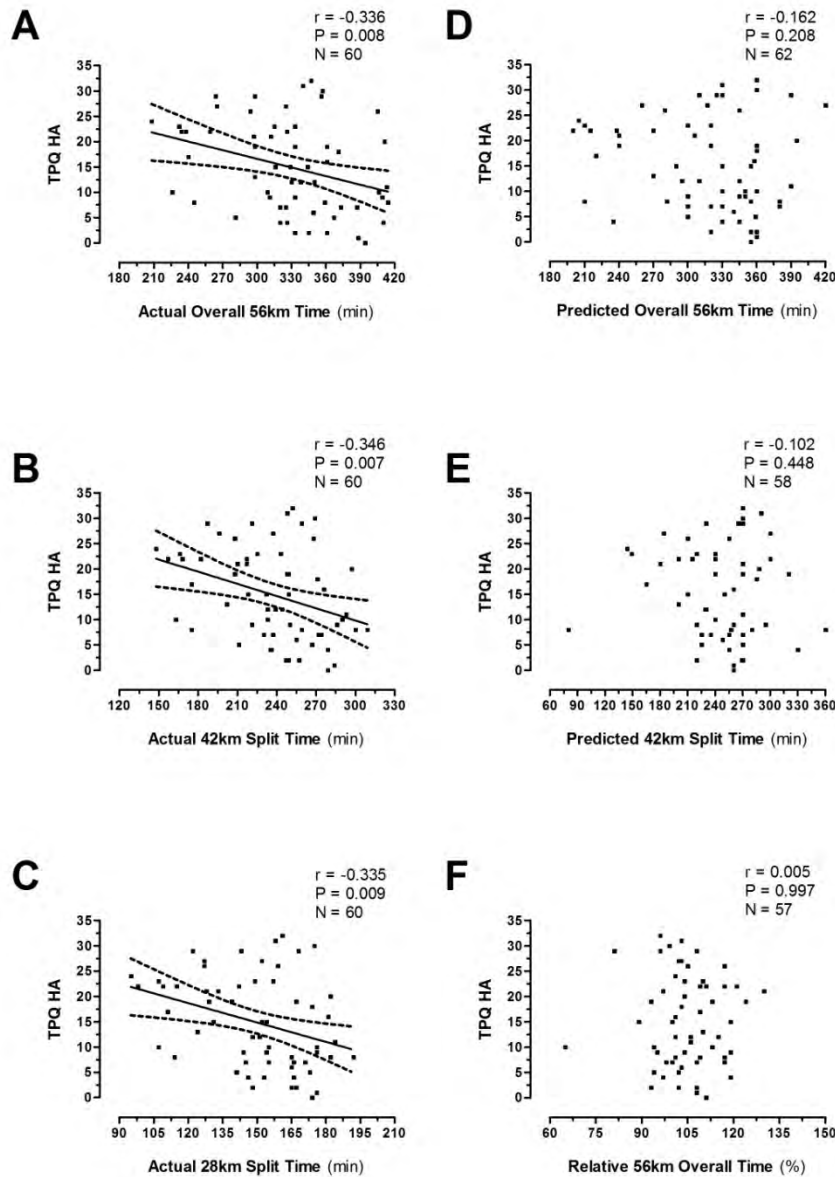 A
r = -0.336
P = 0.008
N = 60
TPQ HA
35
30
25
20
15
10
5
0
180 210 240 270 300 330 360 390 420
Actual Overall 56km Time (min)
D
r = -0.162
P = 0.208
N = 62
TPQ HA
35
30
25
20
15
10
5
0
180 210 240 270 300 330 360 390 420
Predicted Overall 56km Time (min)
B
r = -0.346
P = 0.007
N = 60
TPQ HA
35
30
25
20
15
10
5
0
120 150 180 210 240 270 300 330
Actual 42km Split Time (min)
E
r = -0.102
P = 0.448
N = 58
TPQ HA
35
30
25
20
15
10
5
0
60 90 120 150 180 210 240 270 300 330 360
Predicted 42km Split Time (min)
C
r = -0.335
P = 0.009
N = 60
TPQ HA
35
30
25
20
15
10
5
0
90 105 120 135 150 165 180 195 210
Actual 28km Split Time (min)
F
r = 0.005
P = 0.997
N = 57
TPQ HA
35
30
25
20
15
10
5
0
60 75 90 105 120 135 150
Relative 56km Overall Time (%)